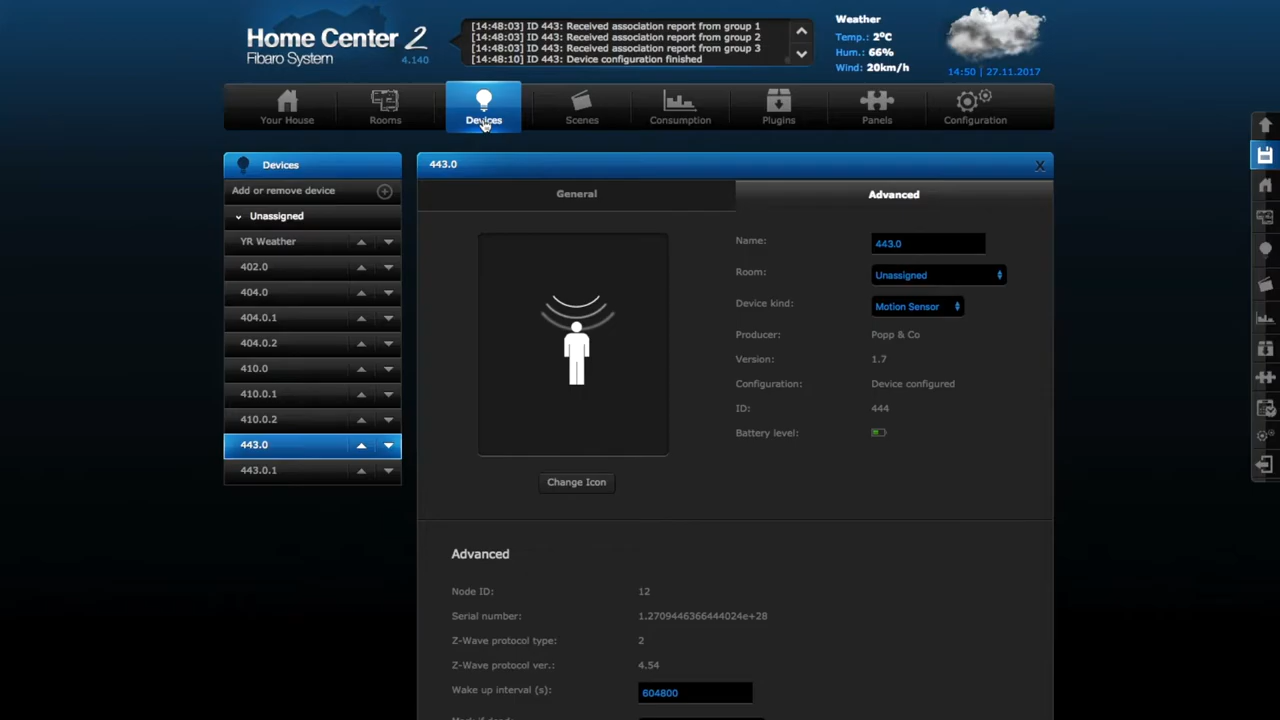 Home Center 2
Fibaro System
4.140
[14:48:03] ID 443: Received association report from group 1
[14:48:03] ID 443: Received association report from group 2
[14:48:03] ID 443: Received association report from group 3
[14:48:10] ID 443: Device configuration finished
Weather
Temp.: 2°C
Hum.: 66%
Wind: 20km/h
14:50 | 27.11.2017
Your House
Rooms
Devices
Scenes
Consumption
Plugins
Panels
Configuration
Devices
Add or remove device
Unassigned
YR Weather
402.0
404.0
404.0.1
404.0.2
410.0
410.0.1
410.0.2
443.0
443.0.1
443.0
General
Advanced
Change Icon
Name: 443.0
Room: Unassigned
Device kind: Motion Sensor
Producer: Popp & Co
Version: 1.7
Configuration: Device configured
ID: 444
Battery level:
Advanced
Node ID: 12
Serial number: 1.2709446366444024e+28
Z-Wave protocol type: 2
Z-Wave protocol ver.: 4.54
Wake up interval (s): 604800